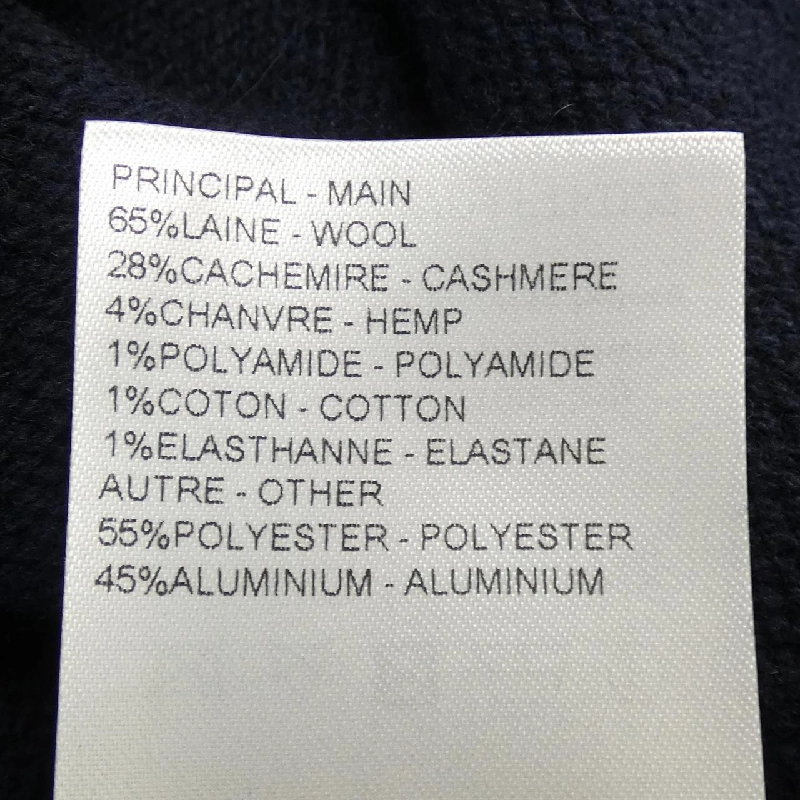 PRINCIPAL - MAIN
65%LAINE - WOOL
28%CACHEMIRE - CASHMERE
4%CHANVRE - HEMP
1%POLYAMIDE - POLYAMIDE
1%COTON - COTTON
1%ELASTHANNE - ELASTANE
AUTRE - OTHER
55%POLYESTER - POLYESTER
45%ALUMINIUM - ALUMINIUM